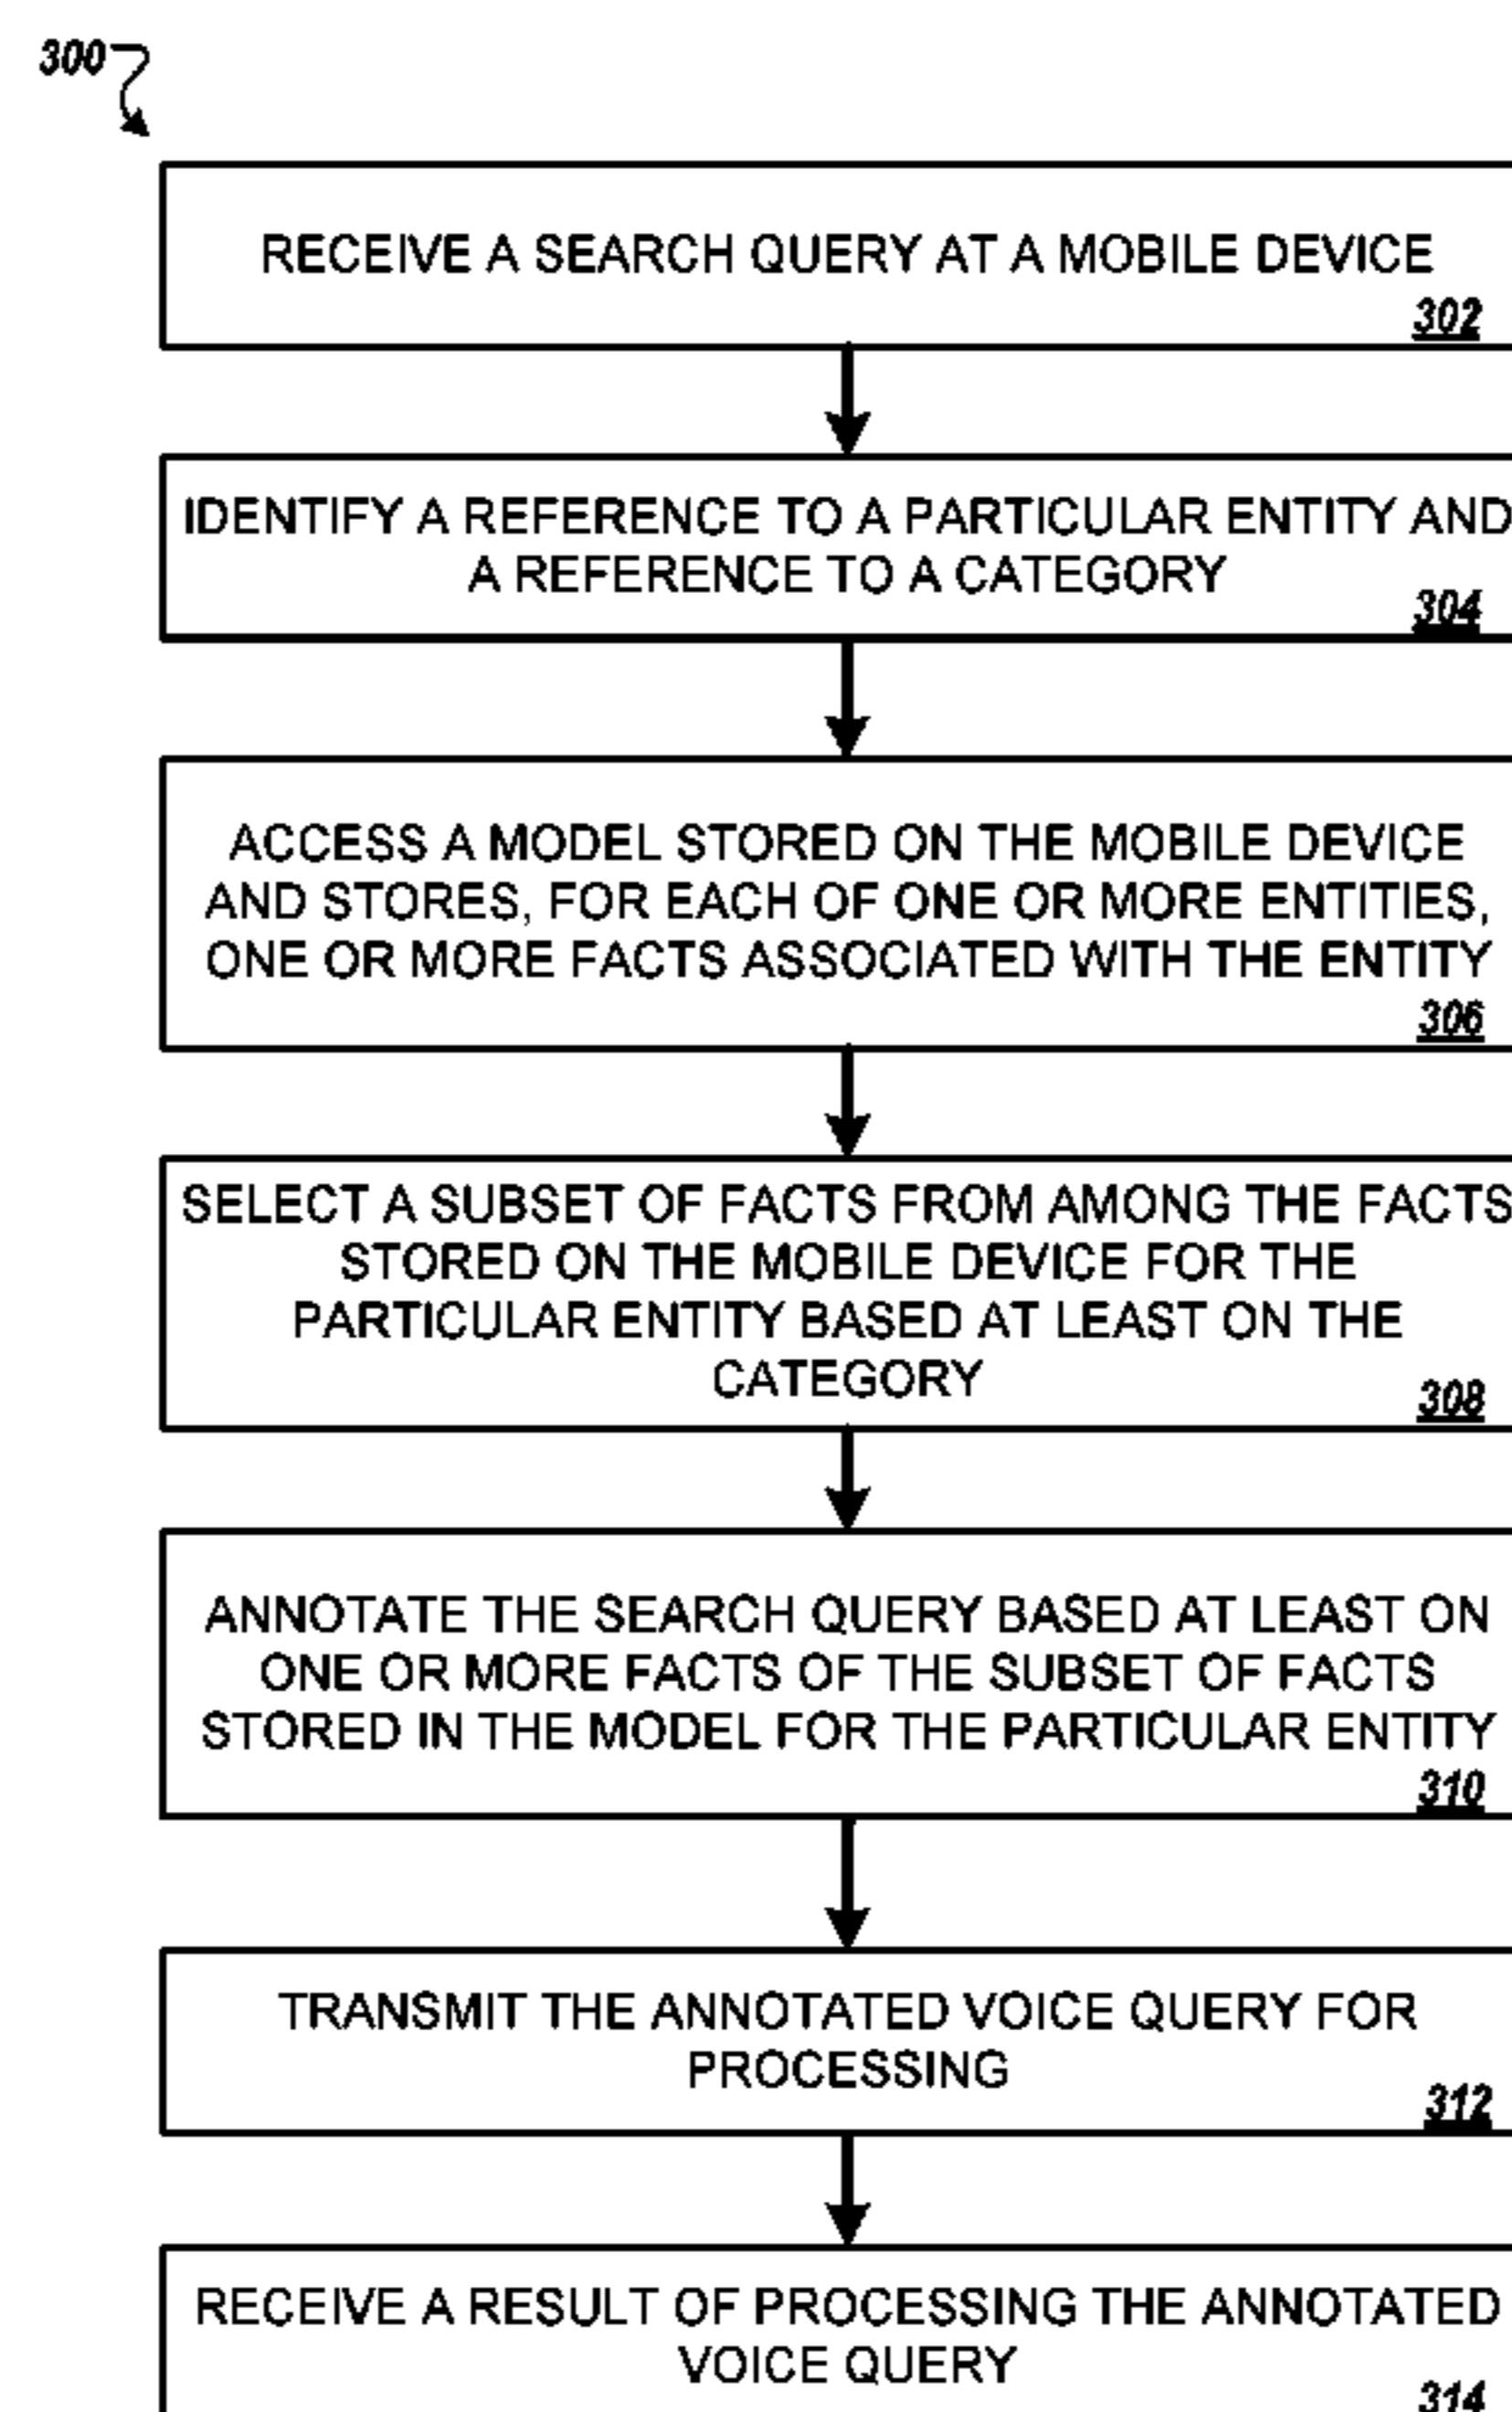 300
RECEIVE A SEARCH QUERY AT A MOBILE DEVICE
302
IDENTIFY A REFERENCE TO A PARTICULAR ENTITY AND
A REFERENCE TO A CATEGORY
304
ACCESS A MODEL STORED ON THE MOBILE DEVICE
AND STORES, FOR EACH OF ONE OR MORE ENTITIES,
ONE OR MORE FACTS ASSOCIATED WITH THE ENTITY
306
SELECT A SUBSET OF FACTS FROM AMONG THE FACTS
STORED ON THE MOBILE DEVICE FOR THE
PARTICULAR ENTITY BASED AT LEAST ON THE
CATEGORY
308
ANNOTATE THE SEARCH QUERY BASED AT LEAST ON
ONE OR MORE FACTS OF THE SUBSET OF FACTS
STORED IN THE MODEL FOR THE PARTICULAR ENTITY
310
TRANSMIT THE ANNOTATED VOICE QUERY FOR
PROCESSING
312
RECEIVE A RESULT OF PROCESSING THE ANNOTATED
VOICE QUERY
314